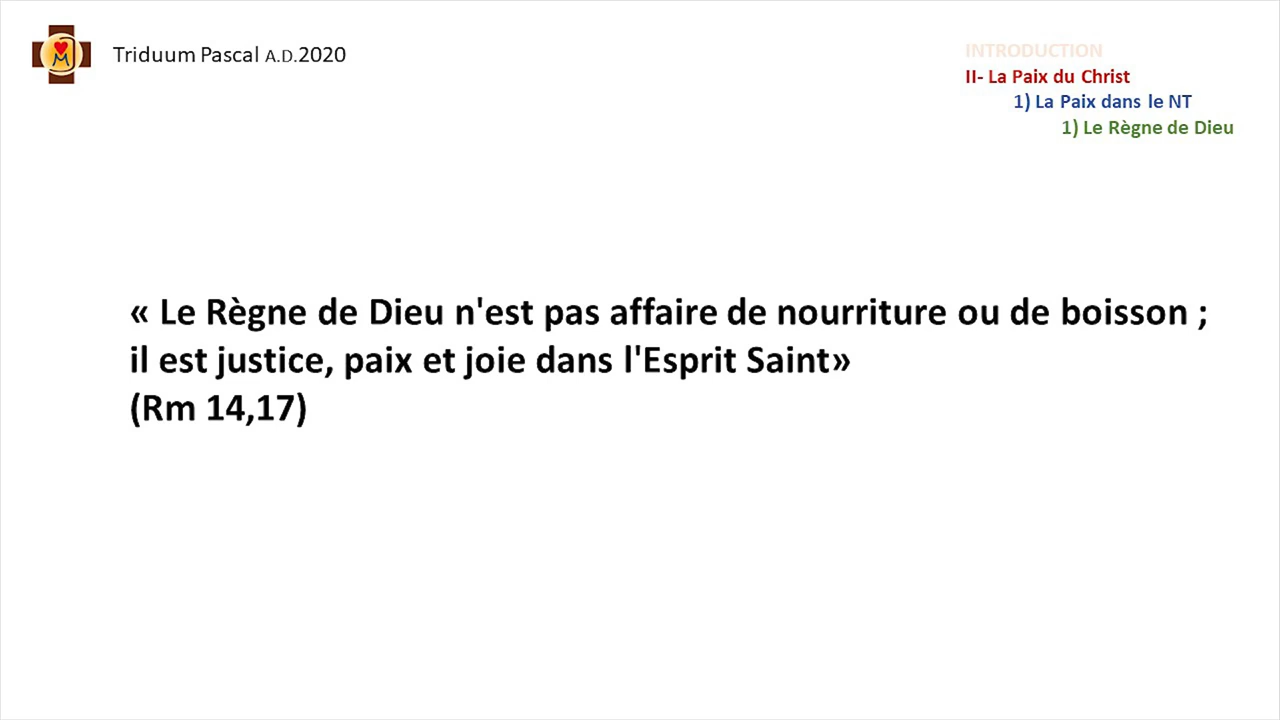 Triduum Pascal A.D.2020
INTRODUCTION
II- La Paix du Christ
1) La Paix dans le NT
1) Le Règne de Dieu
« Le Règne de Dieu n'est pas affaire de nourriture ou de boisson ;
il est justice, paix et joie dans l'Esprit Saint»
(Rm 14,17)